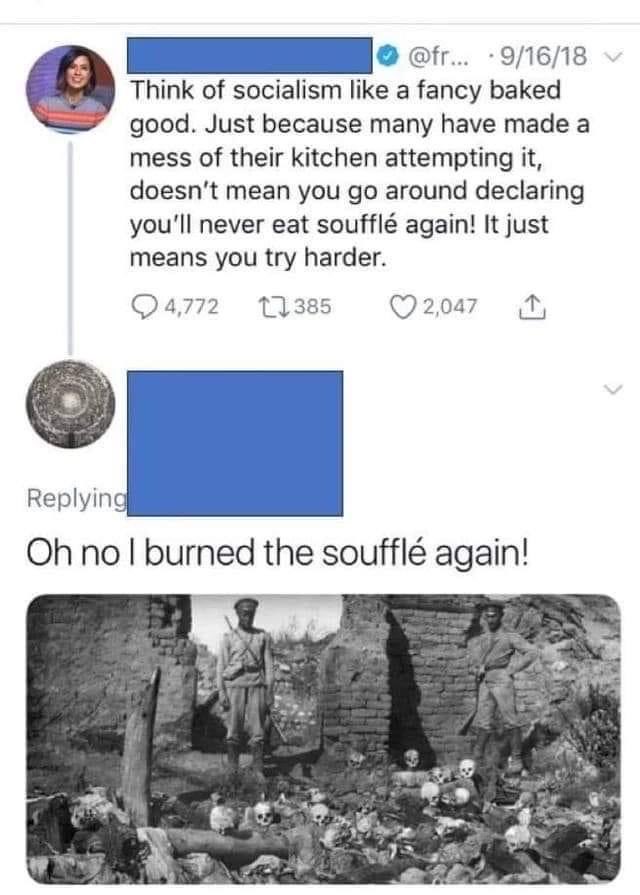 @fr... · 9/16/18
Think of socialism like a fancy baked
good. Just because many have made a
mess of their kitchen attempting it,
doesn't mean you go around declaring
you'll never eat soufflé again! It just
means you try harder.
4,772 385 2,047
Replying
Oh no I burned the soufflé again!